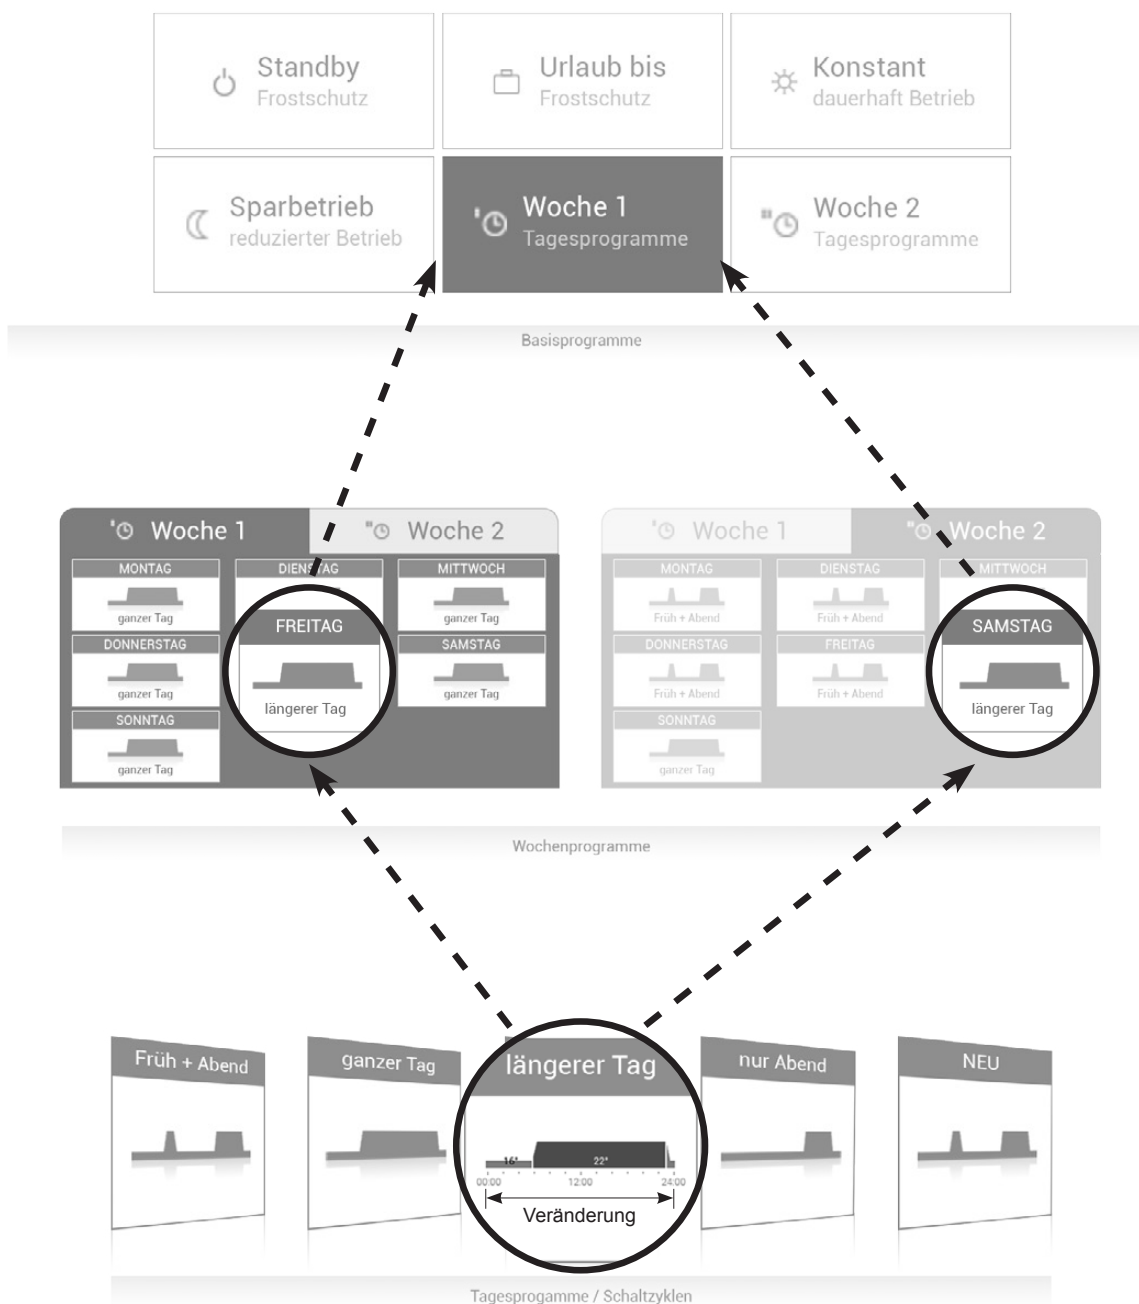 Standby
Frostschutz
Urlaub bis
Frostschutz
Konstant
dauerhaft Betrieb
Sparbetrieb
reduzierter Betrieb
Woche 1
Tagesprogramme
Woche 2
Tagesprogramme
Basisprogramme
Woche 1
Woche 2
MONTAG
ganzer Tag
DIENSTAG
MITTWOCH
ganzer Tag
DONNERSTAG
ganzer Tag
FREITAG
längerer Tag
SAMSTAG
ganzer Tag
SONNTAG
ganzer Tag
Woche 1
Woche 2
MONTAG
Früh + Abend
DIENSTAG
Früh + Abend
MITTWOCH
DONNERSTAG
Früh + Abend
FREITAG
Früh + Abend
SAMSTAG
längerer Tag
SONNTAG
ganzer Tag
Wochenprogramme
Früh + Abend
ganzer Tag
längerer Tag
16°
22°
00:00
12:00
24:00
Veränderung
nur Abend
NEU
Tagesprogamme / Schaltzyklen